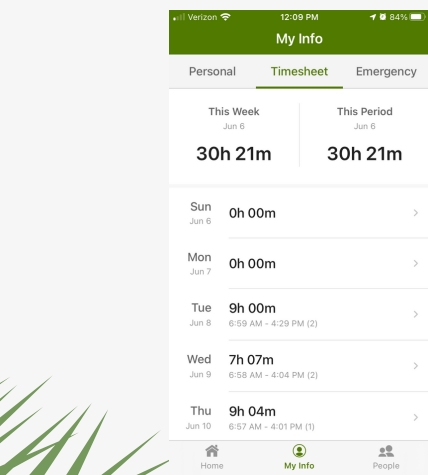 Verizon 12:09 PM 84%
My Info
Personal Timesheet Emergency
This Week This Period
Jun 6 Jun 6
30h 21m 30h 21m
Sun 0h 00m
Jun 6
Mon 0h 00m
Jun 7
Tue 9h 00m
Jun 8 6:59 AM - 4:29 PM (2)
Wed 7h 07m
Jun 9 6:58 AM - 4:04 PM (2)
Thu 9h 04m
Jun 10 6:57 AM - 4:01 PM (1)
Home My Info People